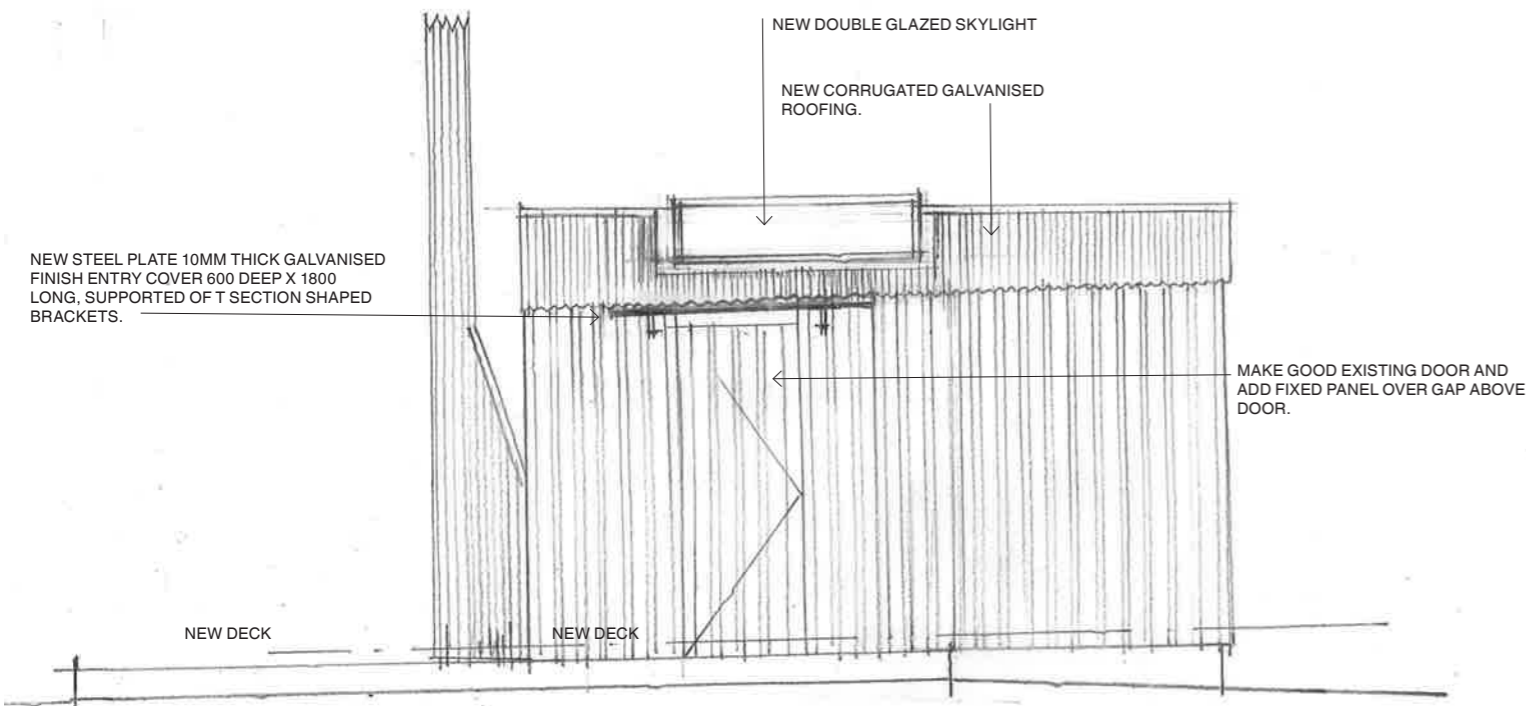 NEW DOUBLE GLAZED SKYLIGHT
NEW CORRUGATED GALVANISED
ROOFING.
NEW STEEL PLATE 10MM THICK GALVANISED
FINISH ENTRY COVER 600 DEEP X 1800
LONG, SUPPORTED OF T SECTION SHAPED
BRACKETS.
MAKE GOOD EXISTING DOOR AND
ADD FIXED PANEL OVER GAP ABOVE
DOOR.
NEW DECK
NEW DECK